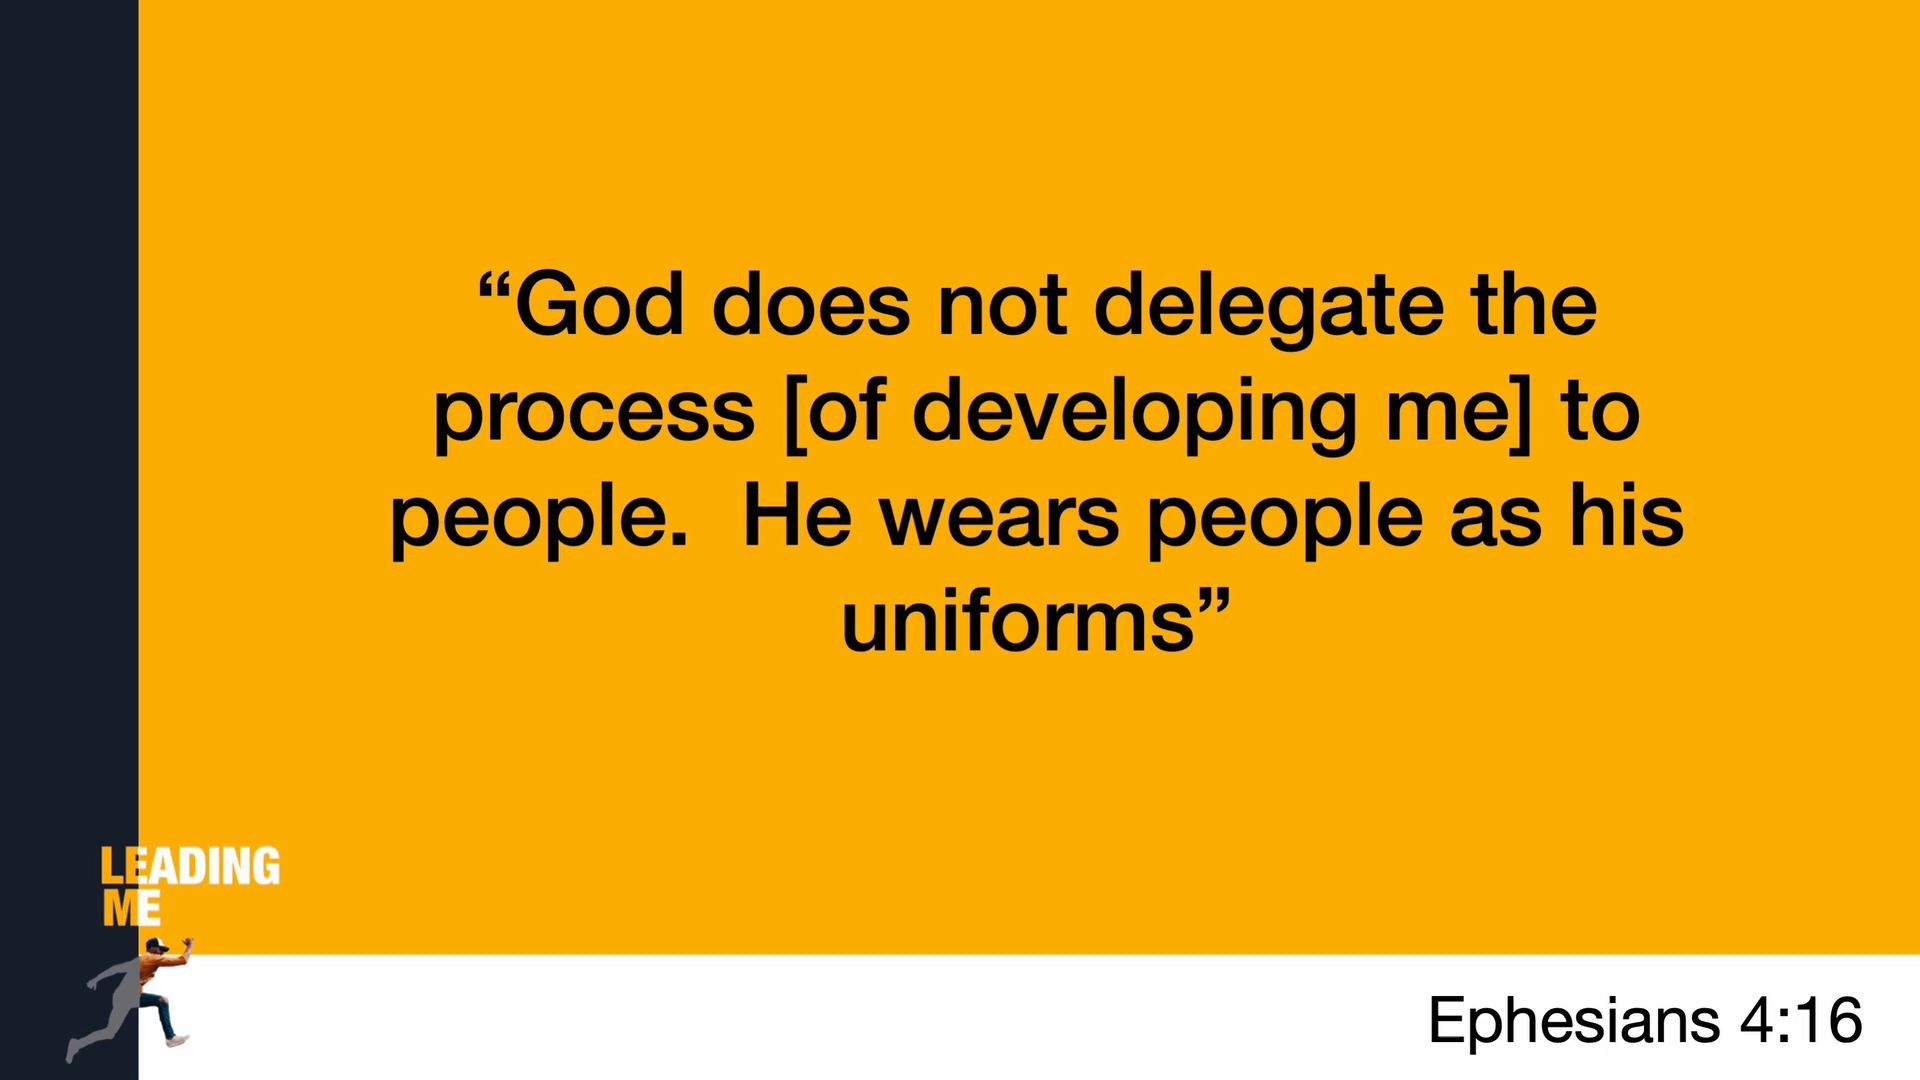 “God does not delegate the
process [of developing me] to
people.  He wears people as his
uniforms”
LEADING
ME
Ephesians 4:16